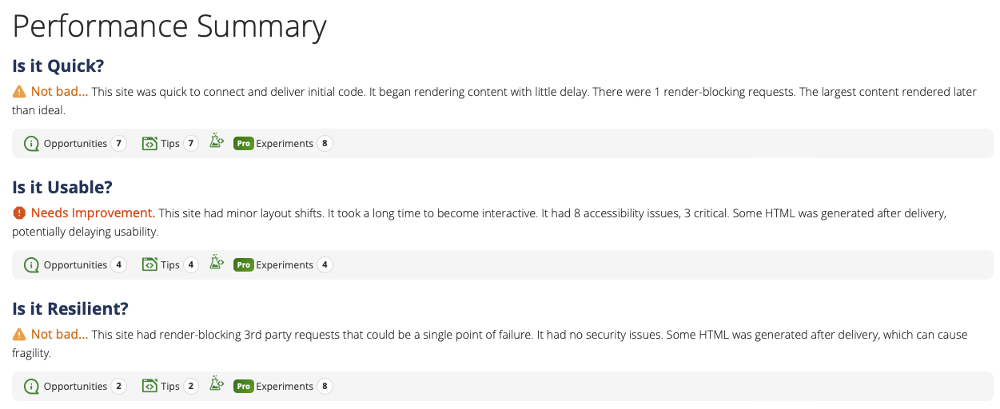 Performance Summary
Is it Quick?
Not bad... This site was quick to connect and deliver initial code. It began rendering content with little delay. There were 1 render-blocking requests. The largest content rendered later
than ideal.
Opportunities 7 Tips 7 Pro Experiments 8
Is it Usable?
Needs Improvement. This site had minor layout shifts. It took a long time to become interactive. It had 8 accessibility issues, 3 critical. Some HTML was generated after delivery,
potentially delaying usability.
Opportunities 4 Tips 4 Pro Experiments 4
Is it Resilient?
Not bad... This site had render-blocking 3rd party requests that could be a single point of failure. It had no security issues. Some HTML was generated after delivery, which can cause
fragility.
Opportunities 2 Tips 2 Pro Experiments 8